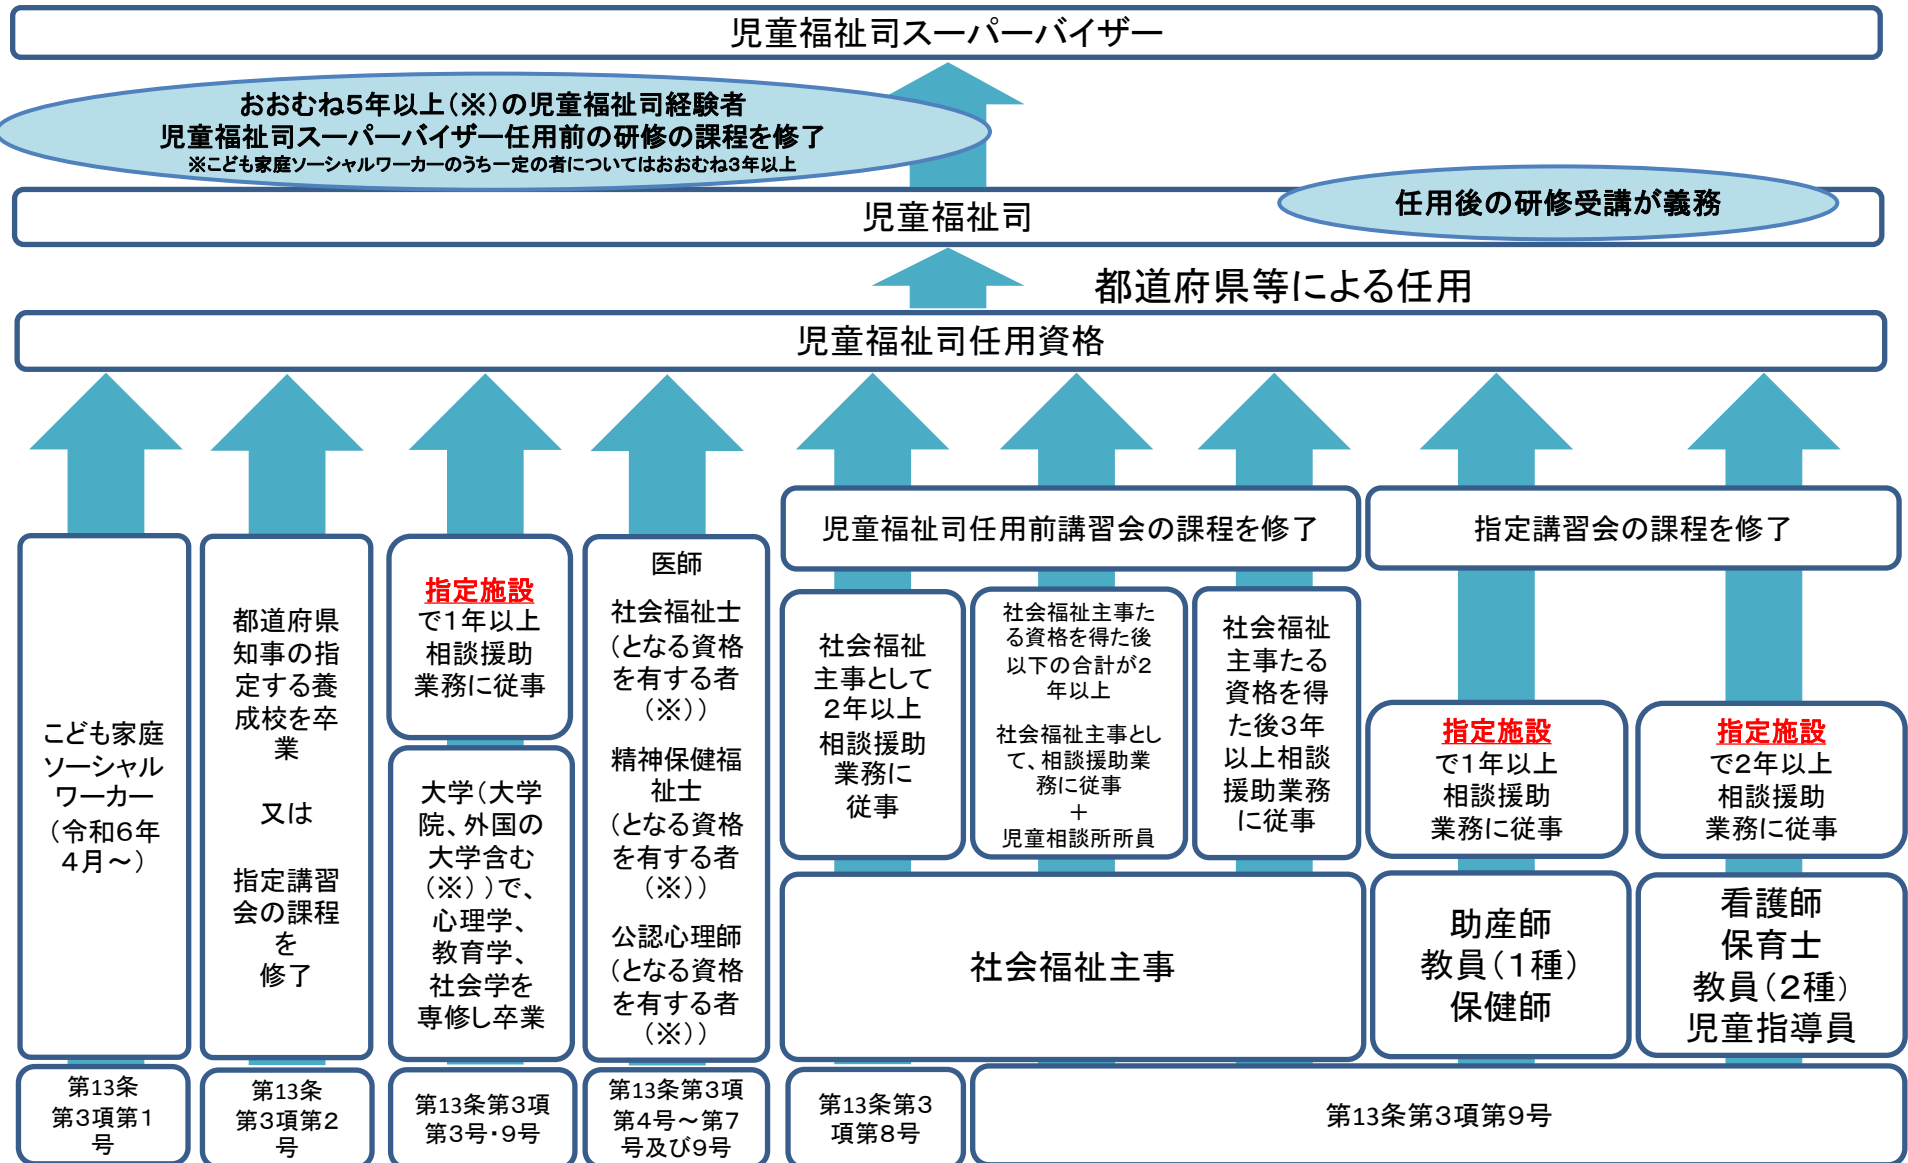 児童福祉司スーパーバイザー
おおむね５年以上（※）の児童福祉司経験者
児童福祉司スーパーバイザー任用前の研修の課程を修了
※こども家庭ソーシャルワーカーのうち一定の者についてはおおむね３年以上
任用後の研修受講が義務
児童福祉司
都道府県等による任用
児童福祉司任用資格
こども家庭
ソーシャル
ワーカー
（令和６年
４月～）
第13条
第３項第１
号
都道府県
知事の指
定する養
成校を卒
業
又は
指定講習
会の課程
を
修了
第13条
第３項第２
号
指定施設
で１年以上
相談援助
業務に従事
大学（大学
院、外国の
大学含む
（※））で、
心理学、
教育学、
社会学を
専修し卒業
第13条第３項
第３号・９号
医師
社会福祉士
（となる資格
を有する者
（※））
精神保健福
祉士
（となる資格
を有する者
（※））
公認心理師
（となる資格
を有する者
（※））
第13条第３項
第４号～第７
号及び９号
児童福祉司任用前講習会の課程を修了
社会福祉
主事として
２年以上
相談援助
業務に
従事
社会福祉主事た
る資格を得た後
以下の合計が２
年以上
社会福祉主事とし
て、相談援助業
務に従事
＋
児童相談所所員
社会福祉
主事たる
資格を得
た後３年
以上相談
援助業務
に従事
社会福祉主事
第13条第３
項第８号
指定講習会の課程を修了
指定施設
で１年以上
相談援助
業務に従事
助産師
教員（１種）
保健師
指定施設
で２年以上
相談援助
業務に従事
看護師
保育士
教員（２種）
児童指導員
第13条第３項第９号